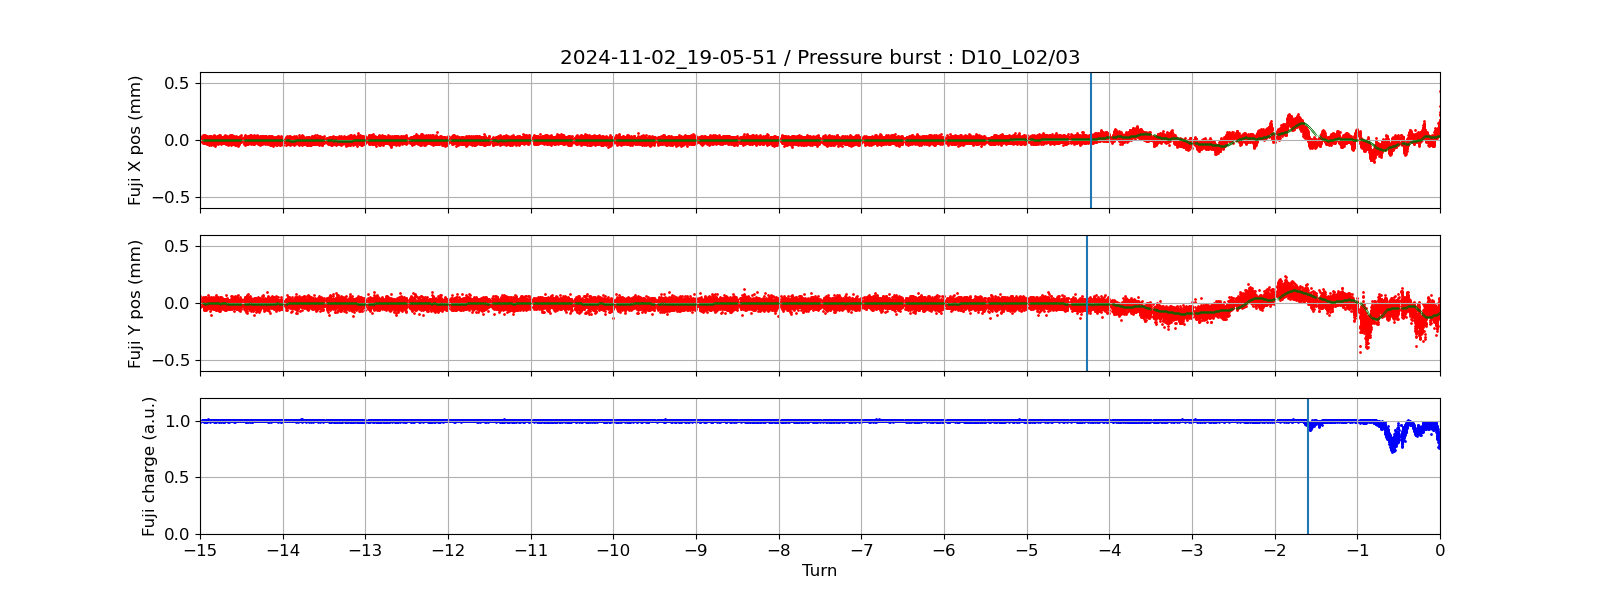 2024-11-02_19-05-51 / Pressure burst : D10_L02/03
Fuji X pos (mm)
0.5
0.0
−0.5
Fuji Y pos (mm)
0.5
0.0
−0.5
Fuji charge (a.u.)
1.0
0.5
0.0
−15 −14 −13 −12 −11 −10 −9 −8 −7 −6 −5 −4 −3 −2 −1 0
Turn